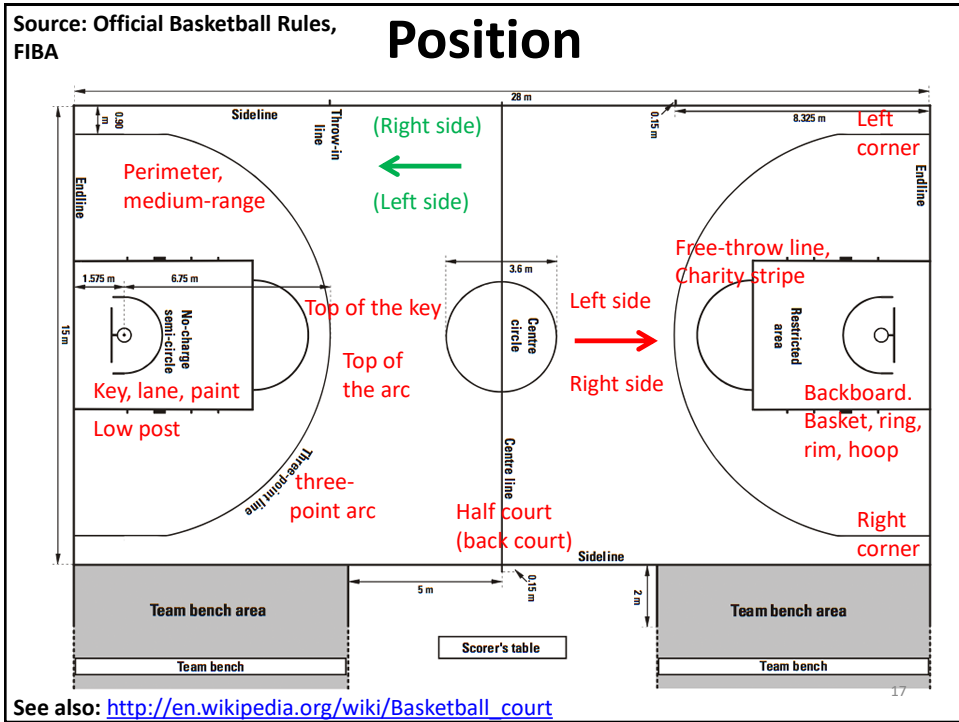 Source: Official Basketball Rules,
FIBA
Position
28 m
Sideline
0.90
m
Throw-in
line
(Right side)
0.15 m
8.325 m
Left
corner
Perimeter,
medium-range
(Left side)
Endline
Endline
Free-throw line,
Charity stripe
1.575 m
6.75 m
3.6 m
15 m
No-charge
semi-circle
Top of the key
Centre
circle
Left side
Restricted
area
Top of
the arc
Right side
Key, lane, paint
Backboard.
Basket, ring,
rim, hoop
Low post
Three-point line
three-
point arc
Centre line
Half court
(back court)
Right
corner
Sideline
5 m
0.15 m
2 m
Team bench area
Team bench area
Scorer's table
Team bench
Team bench
17
See also: http://en.wikipedia.org/wiki/Basketball_court